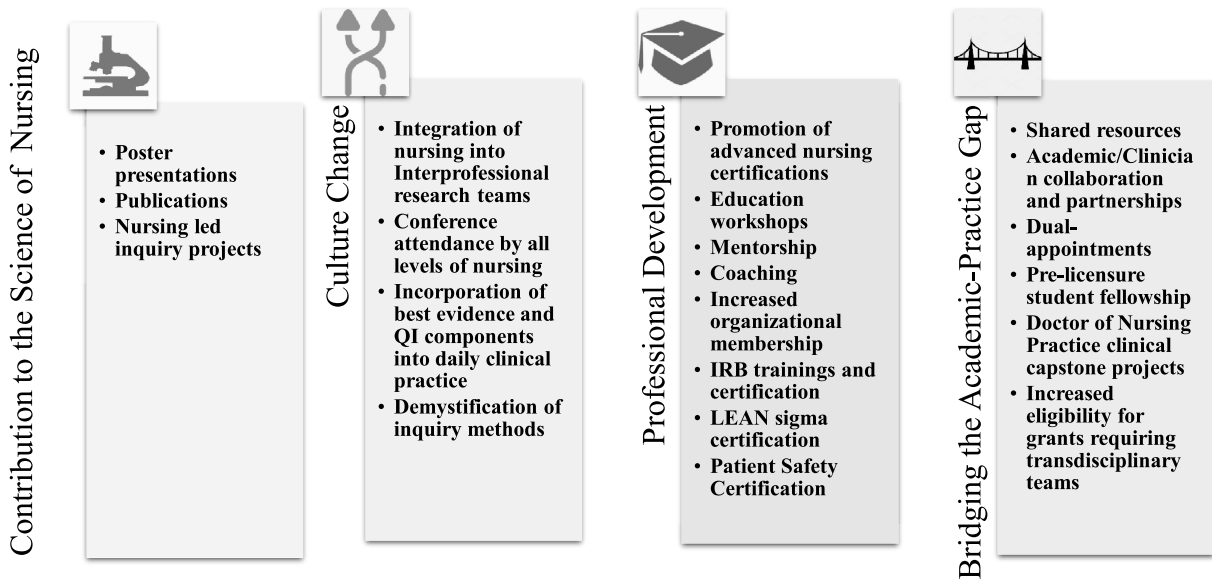 Contribution to the Science of Nursing
• Poster
presentations
• Publications
• Nursing led
inquiry projects
Culture Change
• Integration of
nursing into
Interprofessional
research teams
• Conference
attendance by all
levels of nursing
• Incorporation of
best evidence and
QI components
into daily clinical
practice
• Demystification of
inquiry methods
Professional Development
• Promotion of
advanced nursing
certifications
• Education
workshops
• Mentorship
• Coaching
• Increased
organizational
membership
• IRB trainings and
certification
• LEAN sigma
certification
• Patient Safety
Certification
Bridging the Academic-Practice Gap
• Shared resources
• Academic/Clinicia
n collaboration
and partnerships
• Dual-
appointments
• Pre-licensure
student fellowship
• Doctor of Nursing
Practice clinical
capstone projects
• Increased
eligibility for
grants requiring
transdisciplinary
teams